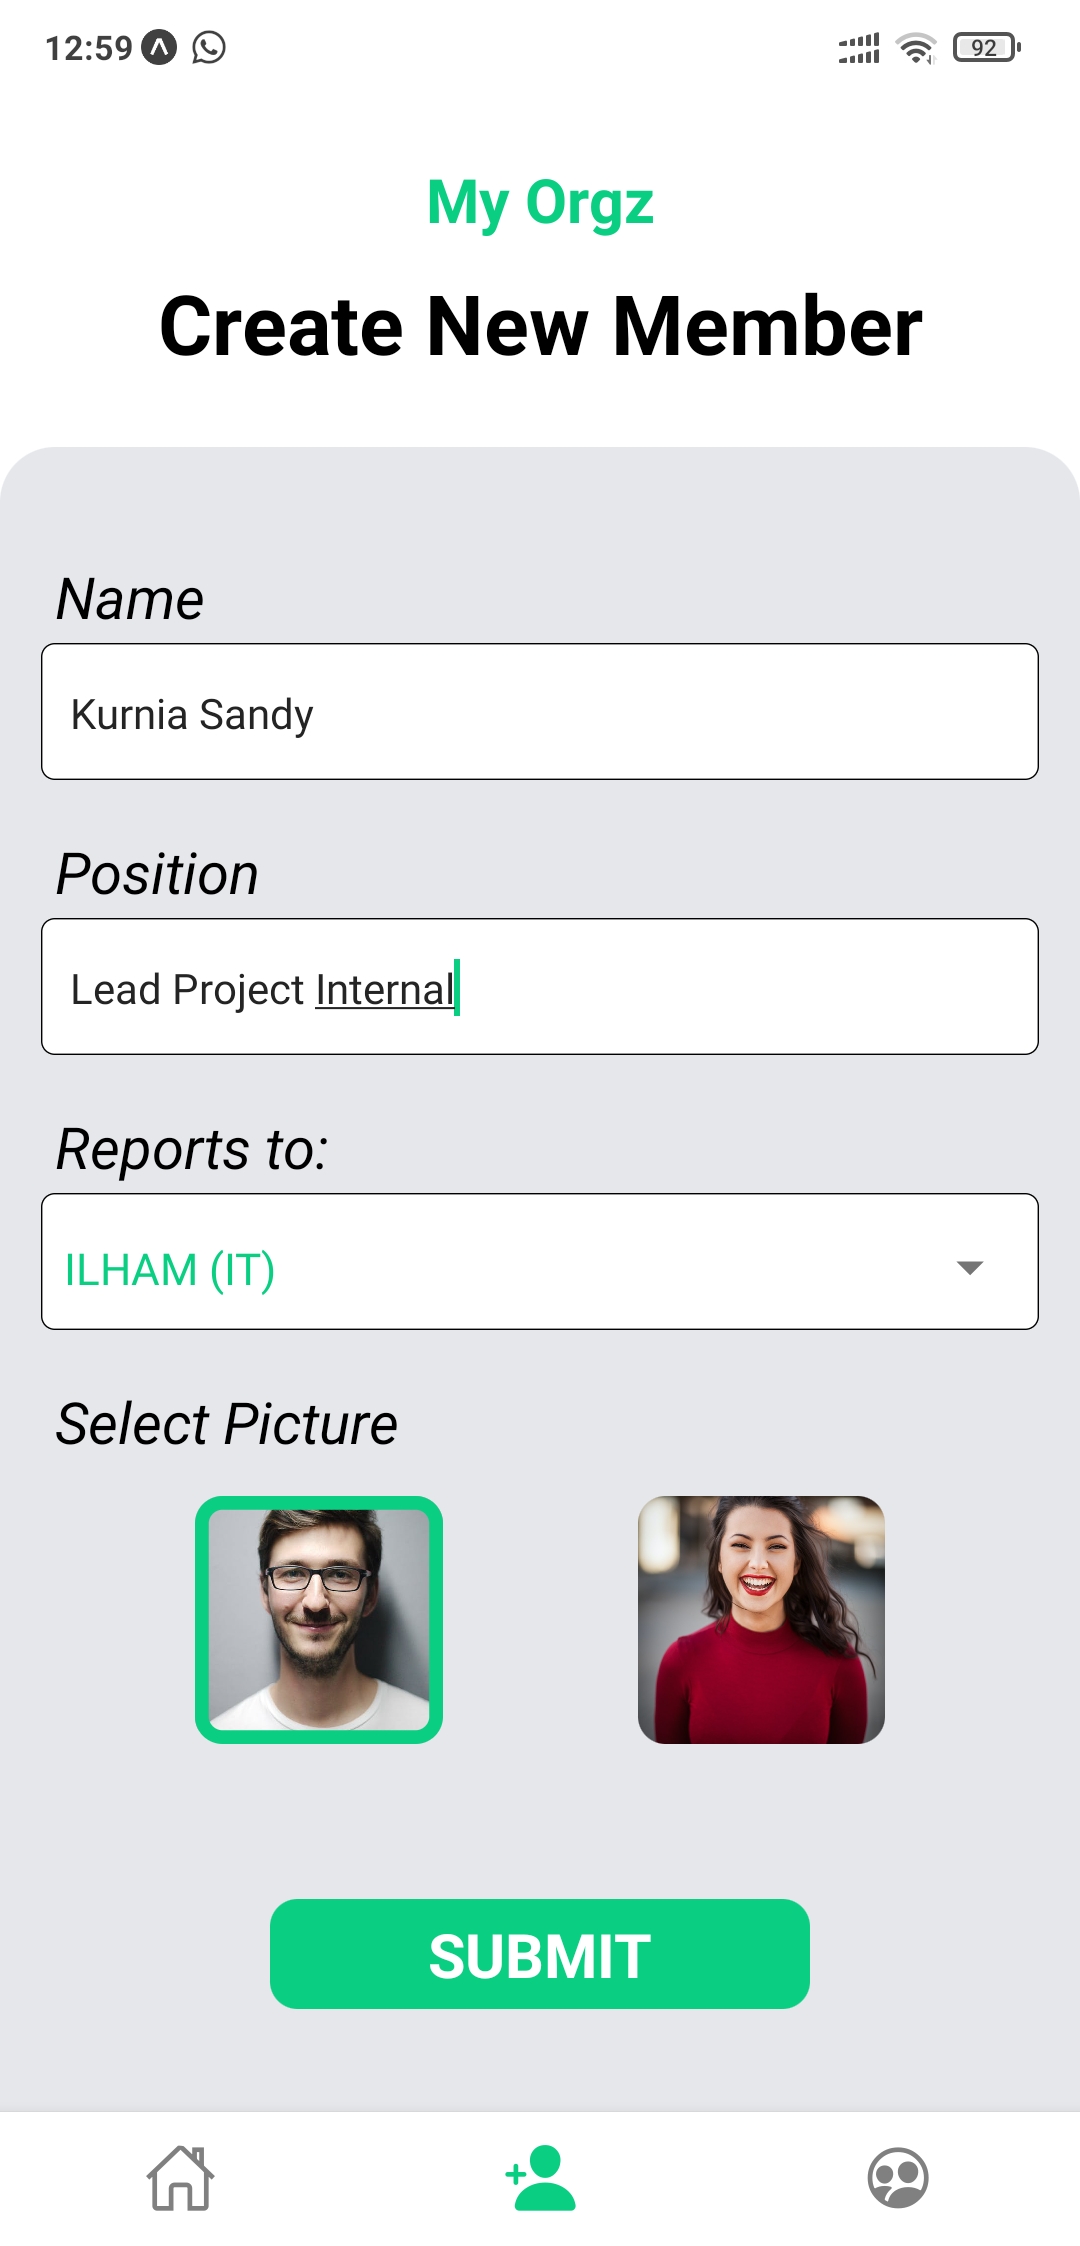 12:59
92
My Orgz
Create New Member
Name
Kurnia Sandy
Position
Lead Project Internal
Reports to:
ILHAM (IT)
Select Picture
SUBMIT